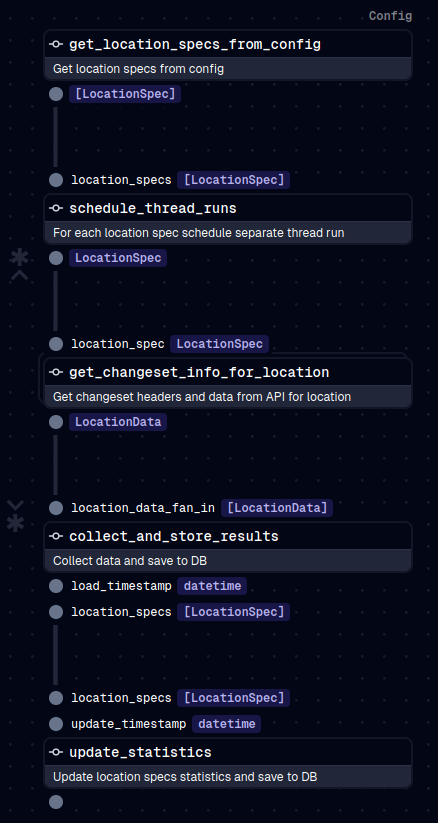 Config
get_location_specs_from_config
Get location specs from config
[LocationSpec]
location_specs [LocationSpec]
schedule_thread_runs
For each location spec schedule separate thread run
LocationSpec
location_spec LocationSpec
get_changeset_info_for_location
Get changeset headers and data from API for location
LocationData
location_data_fan_in [LocationData]
collect_and_store_results
Collect data and save to DB
load_timestamp datetime
location_specs [LocationSpec]
location_specs [LocationSpec]
update_timestamp datetime
update_statistics
Update location specs statistics and save to DB